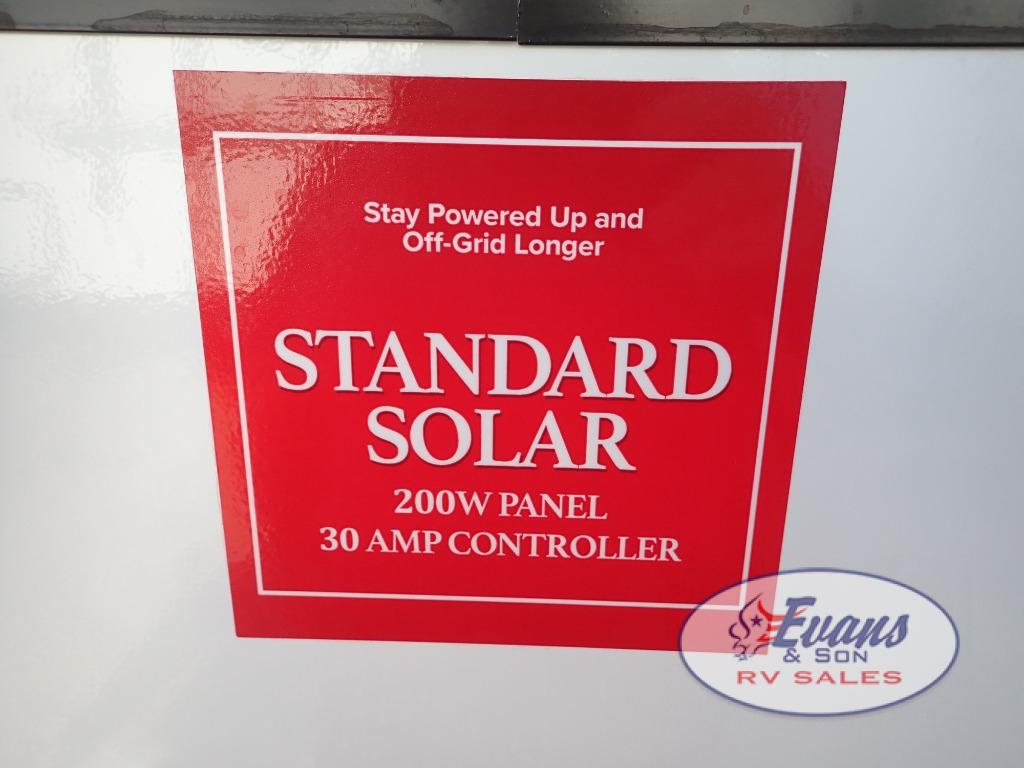 Stay Powered Up and
Off-Grid Longer
STANDARD
SOLAR
200W PANEL
30 AMP CONTROLLER
Evans
& SON
RV SALES